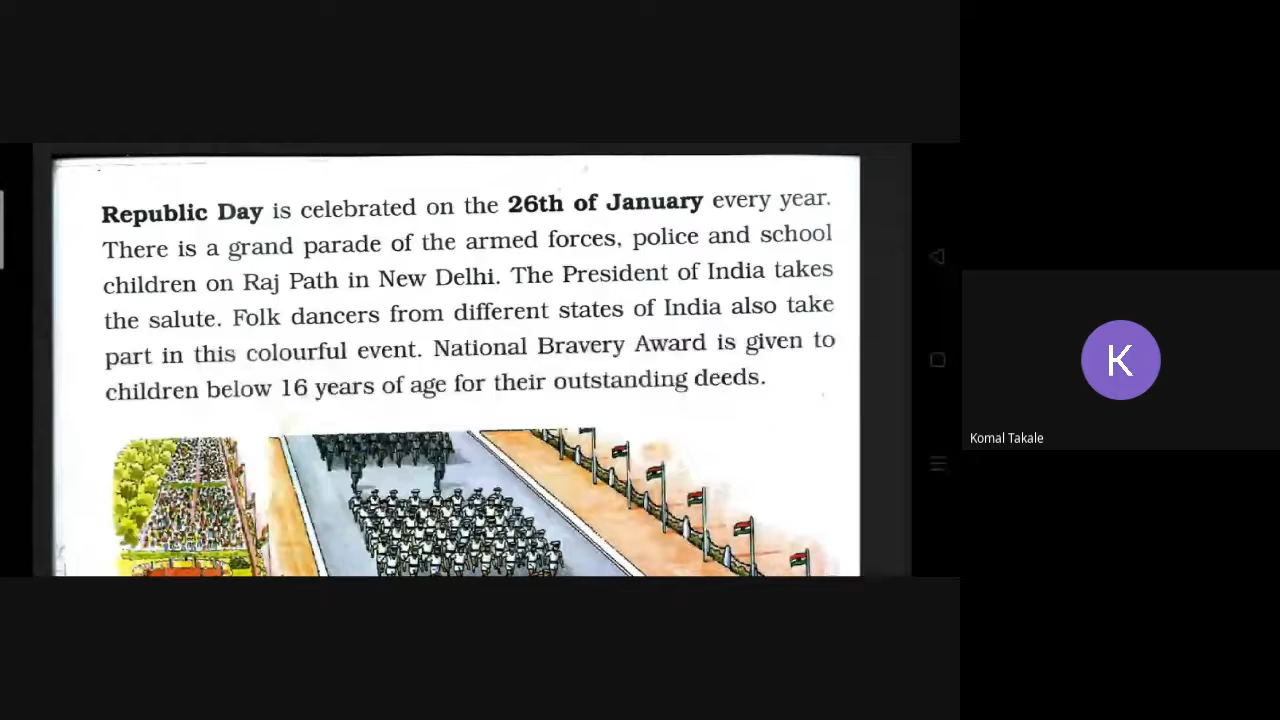 Republic Day is celebrated on the 26th of January every year.
There is a grand parade of the armed forces, police and school
children on Raj Path in New Delhi. The President of India takes
the salute. Folk dancers from different states of India also take
part in this colourful event. National Bravery Award is given to
children below 16 years of age for their outstanding deeds.
K
Komal Takale